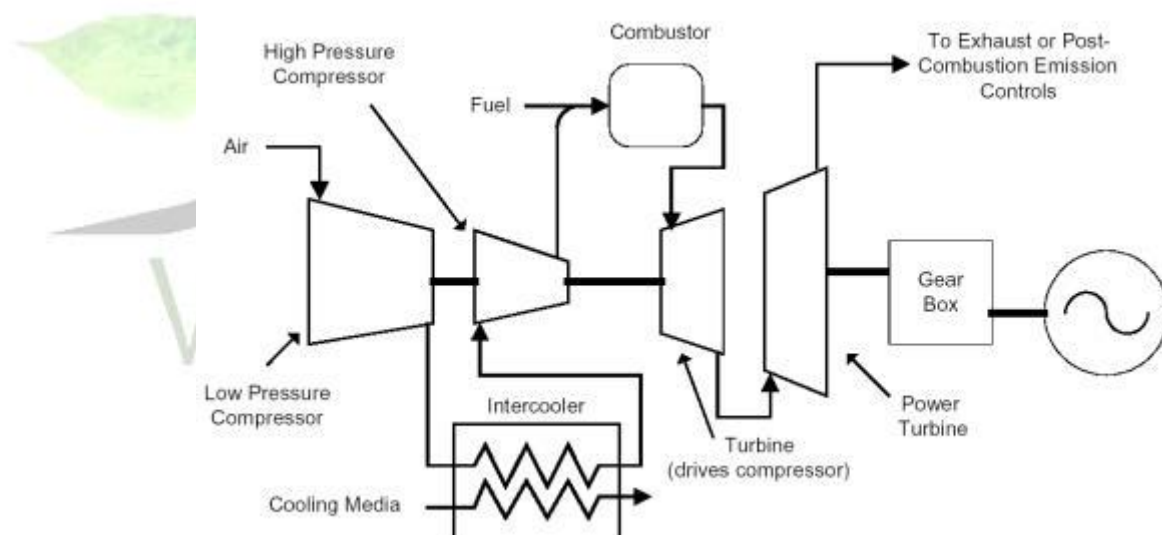 Combustor
High Pressure
Compressor
To Exhaust or Post-
Combustion Emission
Controls
Fuel
Air
Gear
Box
Low Pressure
Compressor
Intercooler
Turbine
(drives compressor)
Power
Turbine
Cooling Media